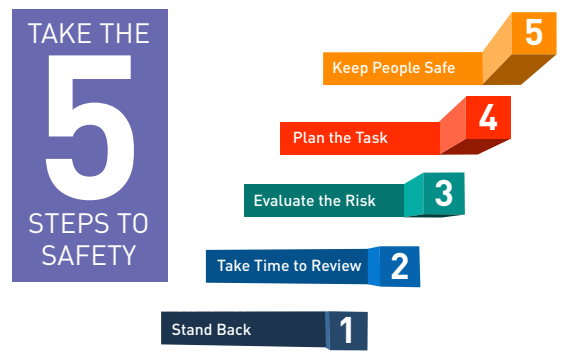 TAKE THE
5
STEPS TO
SAFETY
Keep People Safe 5
Plan the Task 4
Evaluate the Risk 3
Take Time to Review 2
Stand Back 1